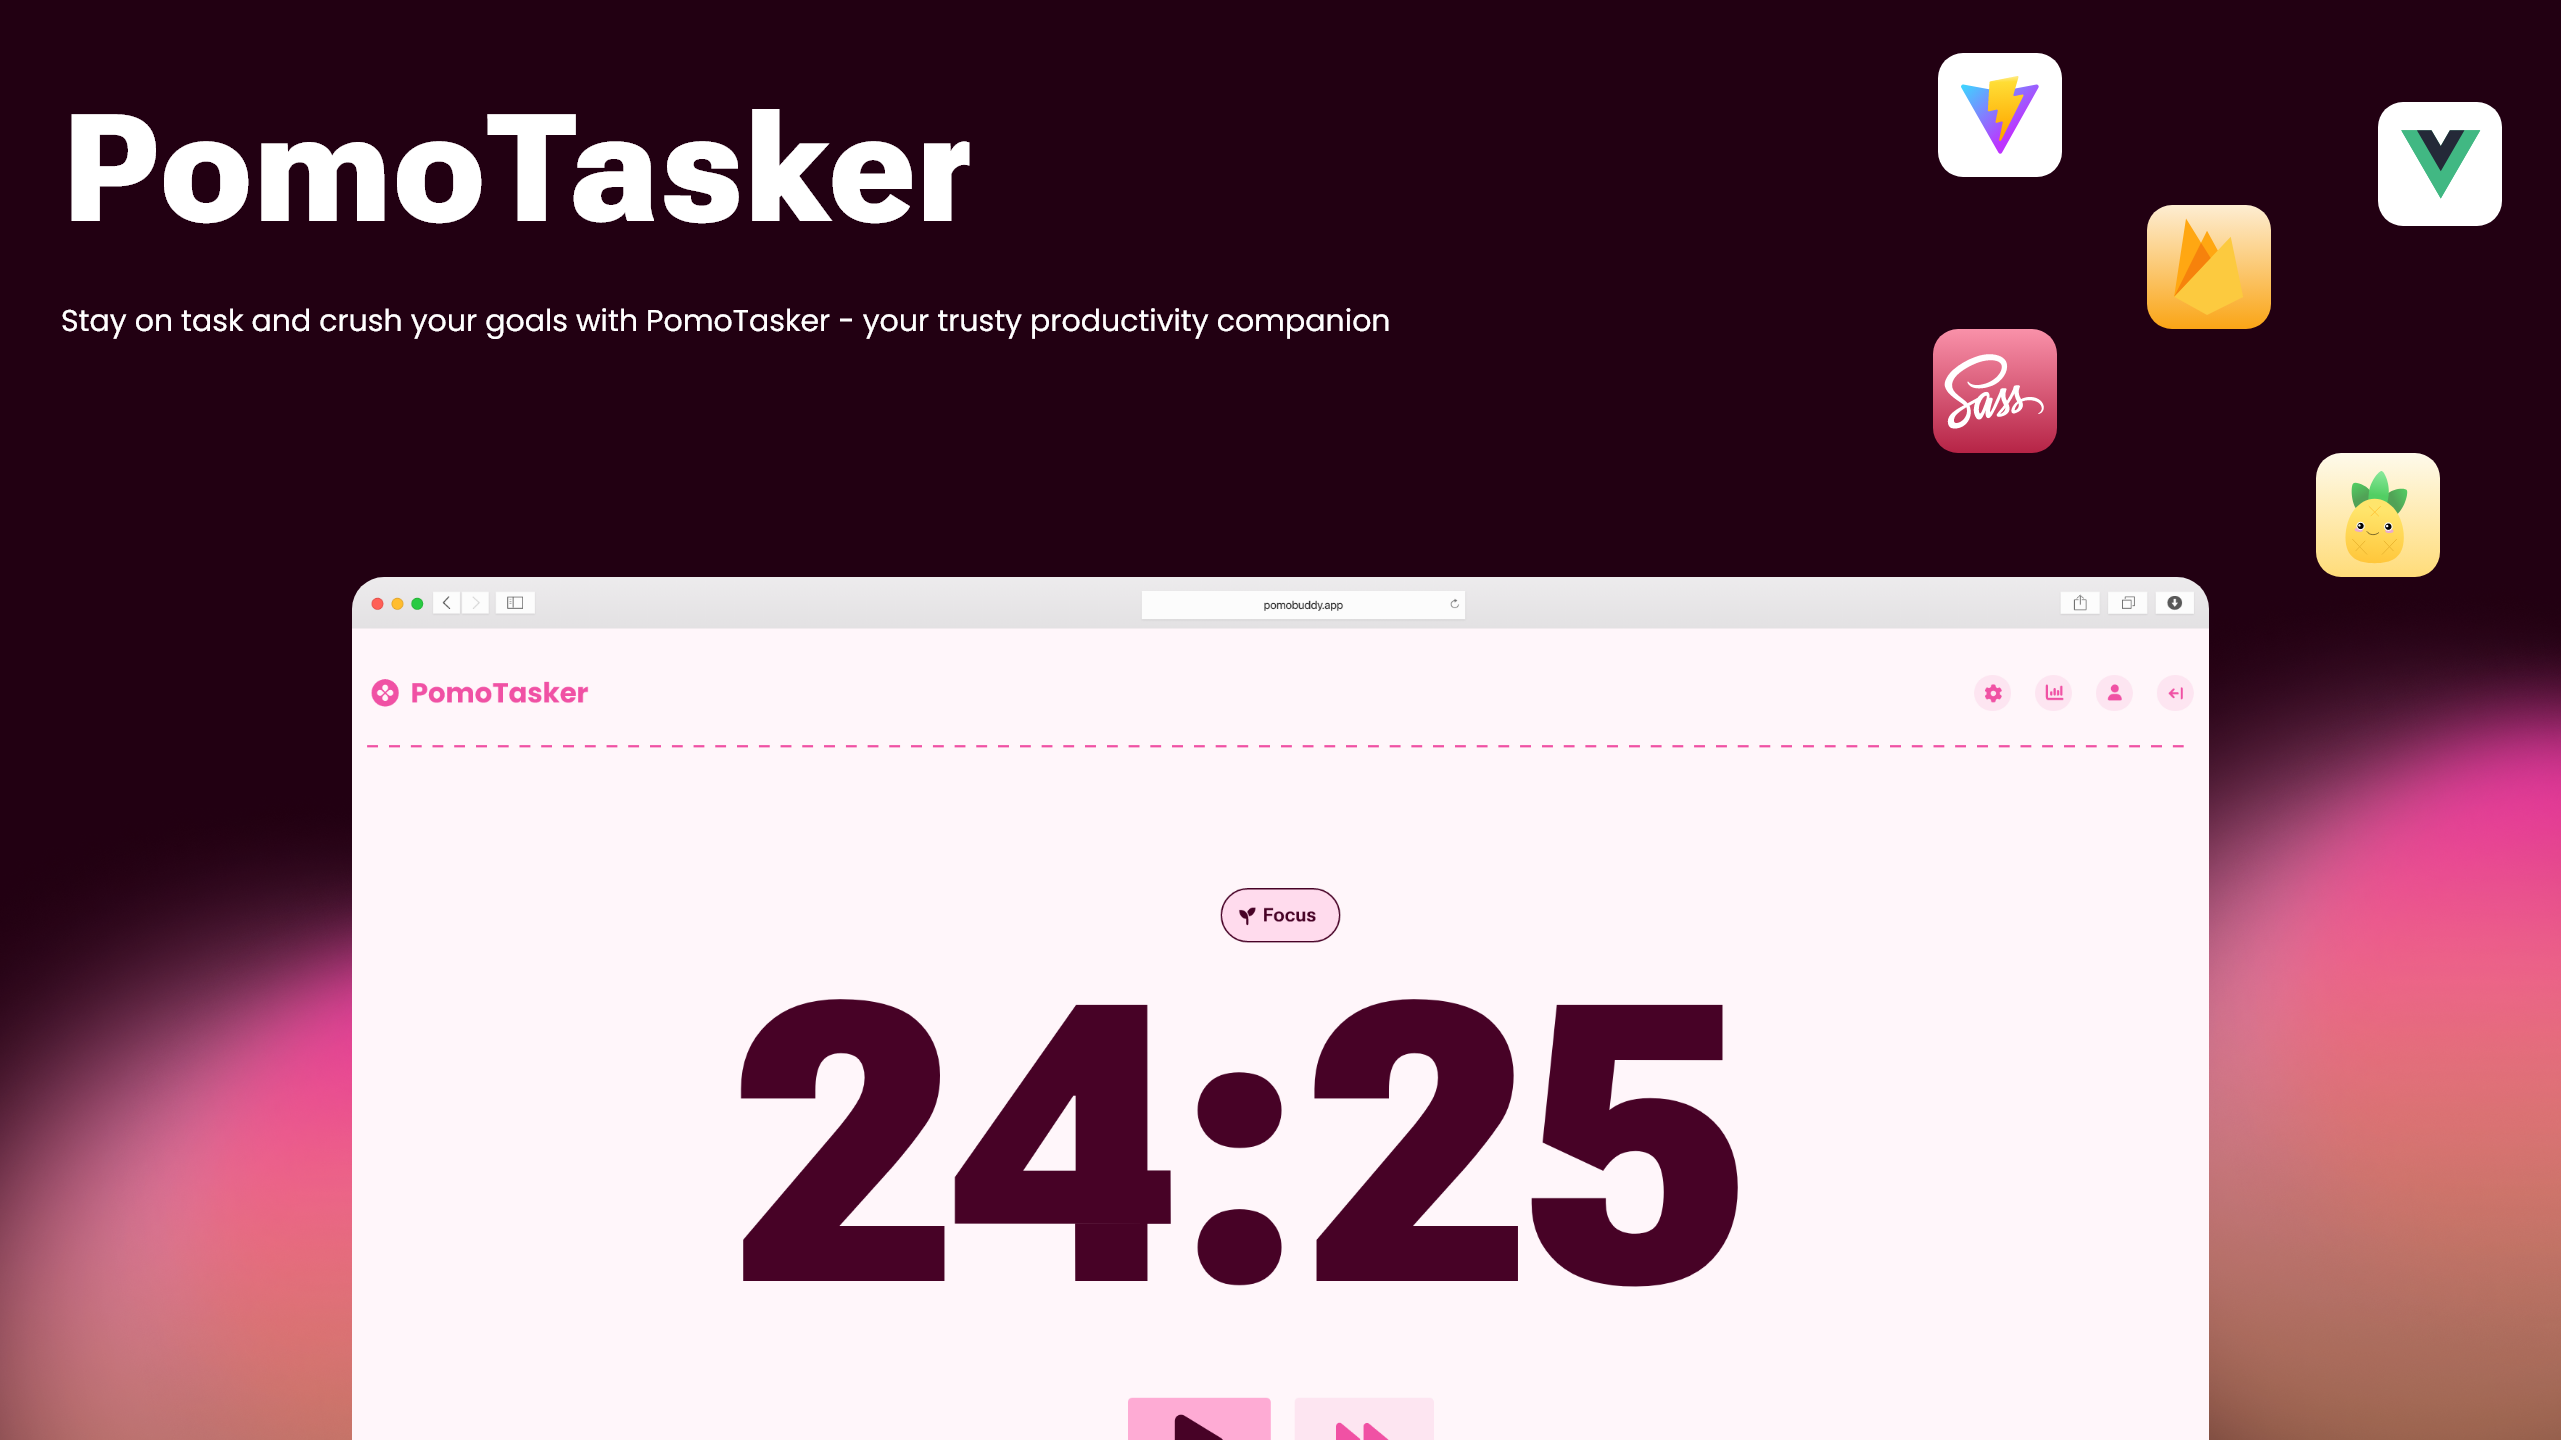 PomoTasker
Stay on task and crush your goals with PomoTasker - your trusty productivity companion
Sass
pomobuddy.app
PomoTasker
Focus
24:25